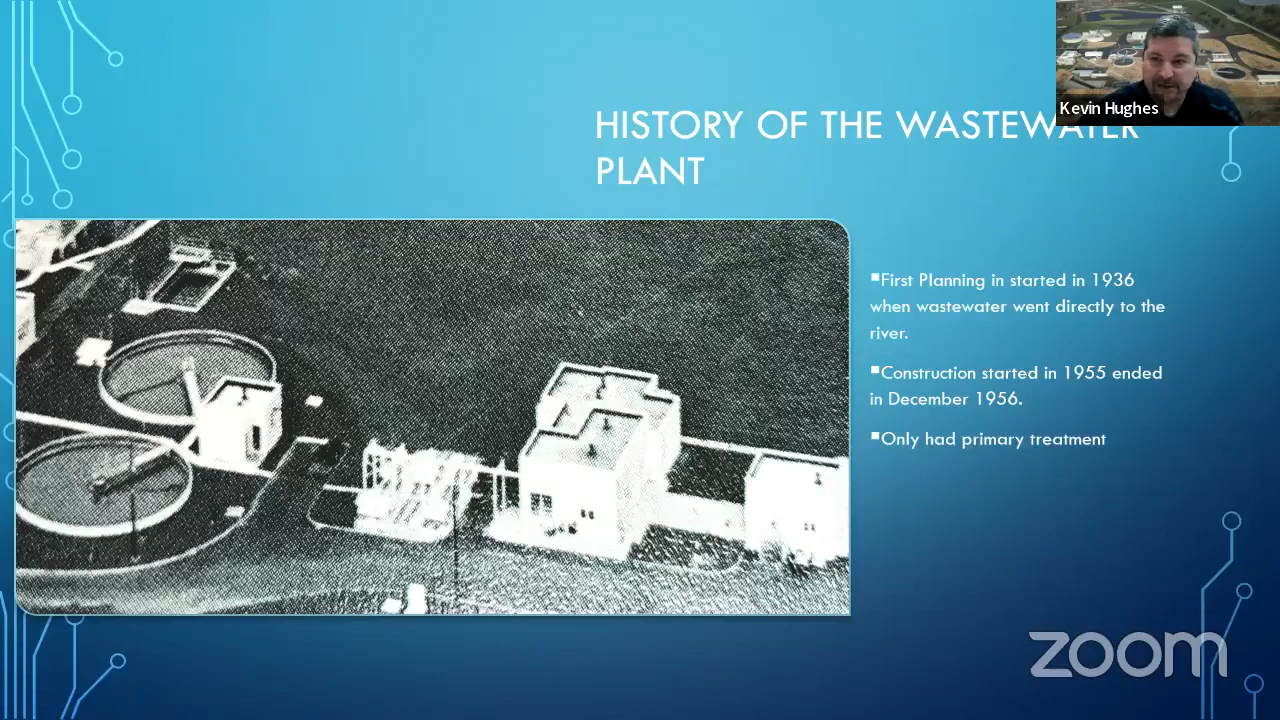 Kevin Hughes
HISTORY OF THE WASTEWATER
PLANT
▪First Planning in started in 1936
when wastewater went directly to the
river.
▪Construction started in 1955 ended
in December 1956.
▪Only had primary treatment
zoom